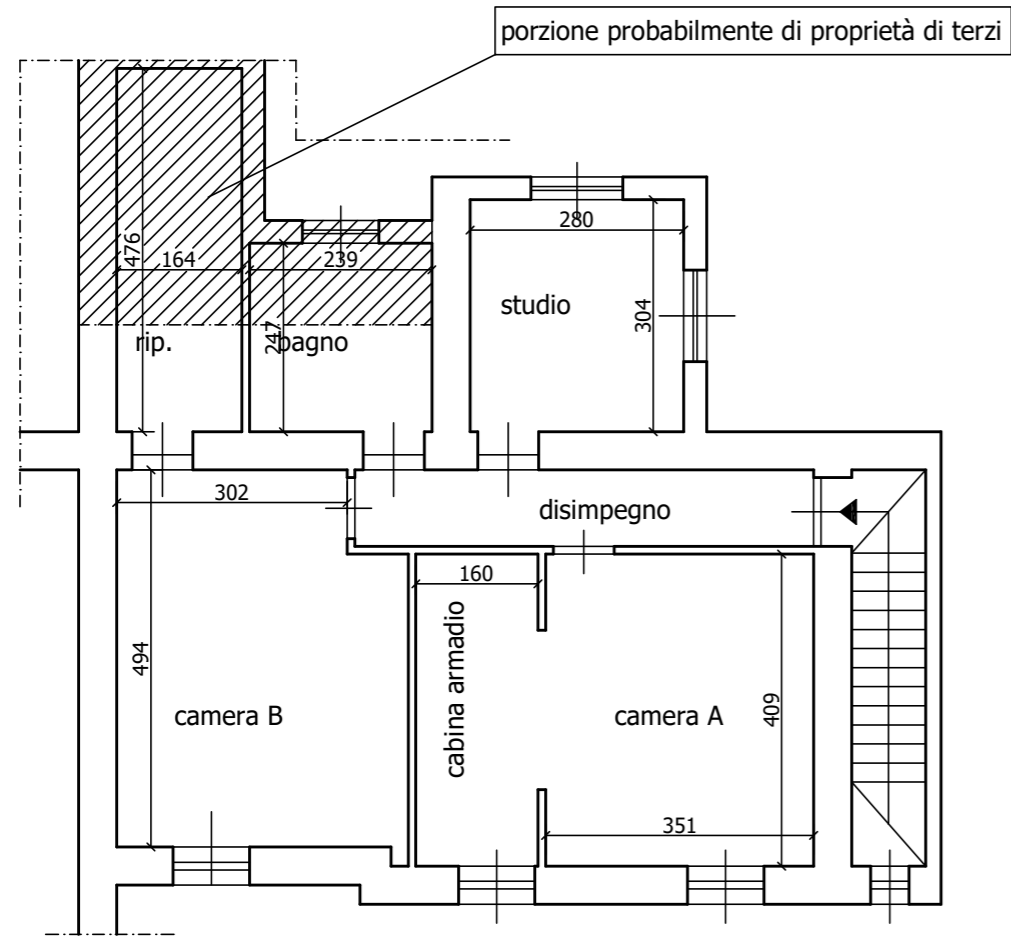 porzione probabilmente di proprietà di terzi
476
164
239
280
304
studio
rip.
247
bagno
302
disimpegno
160
494
cabina armadio
camera B
camera A
409
351